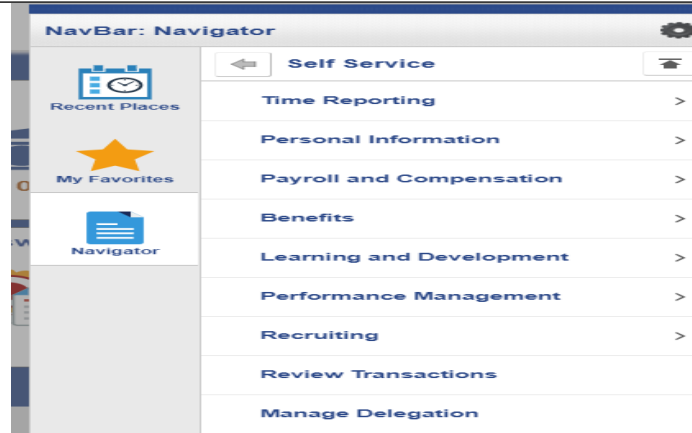 NavBar: Navigator
Recent Places
My Favorites
Navigator
Self Service
Time Reporting
Personal Information
Payroll and Compensation
Benefits
Learning and Development
Performance Management
Recruiting
Review Transactions
Manage Delegation